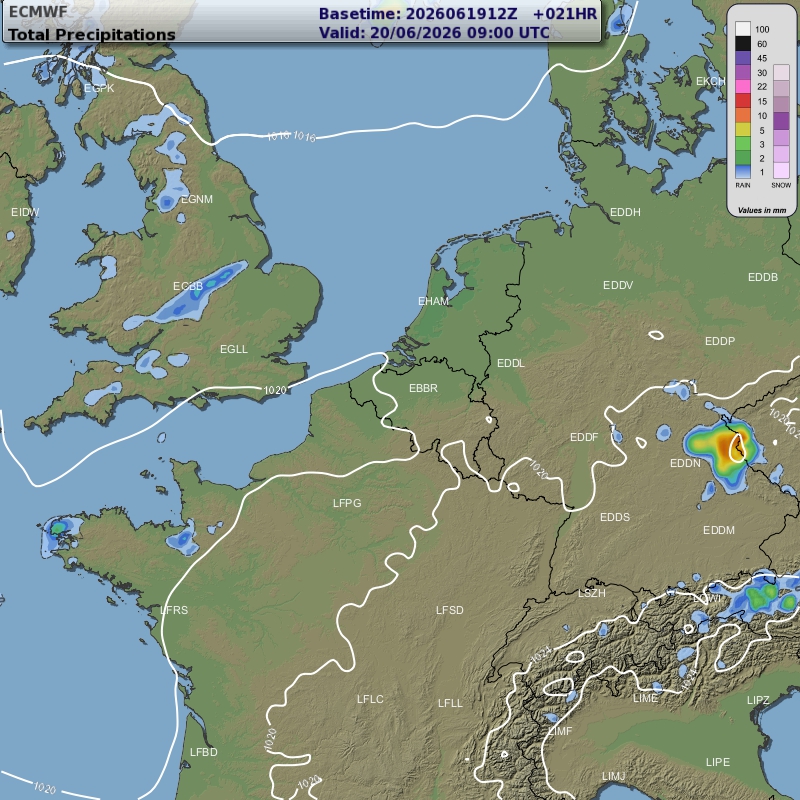 ECMWF
Basetime: 2026061912Z +021HR
Total Precipitations
Valid: 20/06/2026 09:00 UTC
100
60
45
30
22
15
10
5
3
2
1
RAIN
SNOW
Values in mm
EGPK
EKCH
1016 1016
EIDW
EGNM
EDDH
EDDB
EGBB
EDDV
EHAM
EDDP
EGLL
EDDL
1020
EBBR
EDDF
EDDN
1020
LFPG
EDDS
EDDM
LSZH
LOWI
LFRS
LFSD
1024
LFLC
LFLL
LIME
LIPZ
LIMF
1020
LFBD
LIPE
LIMJ
1020
1020